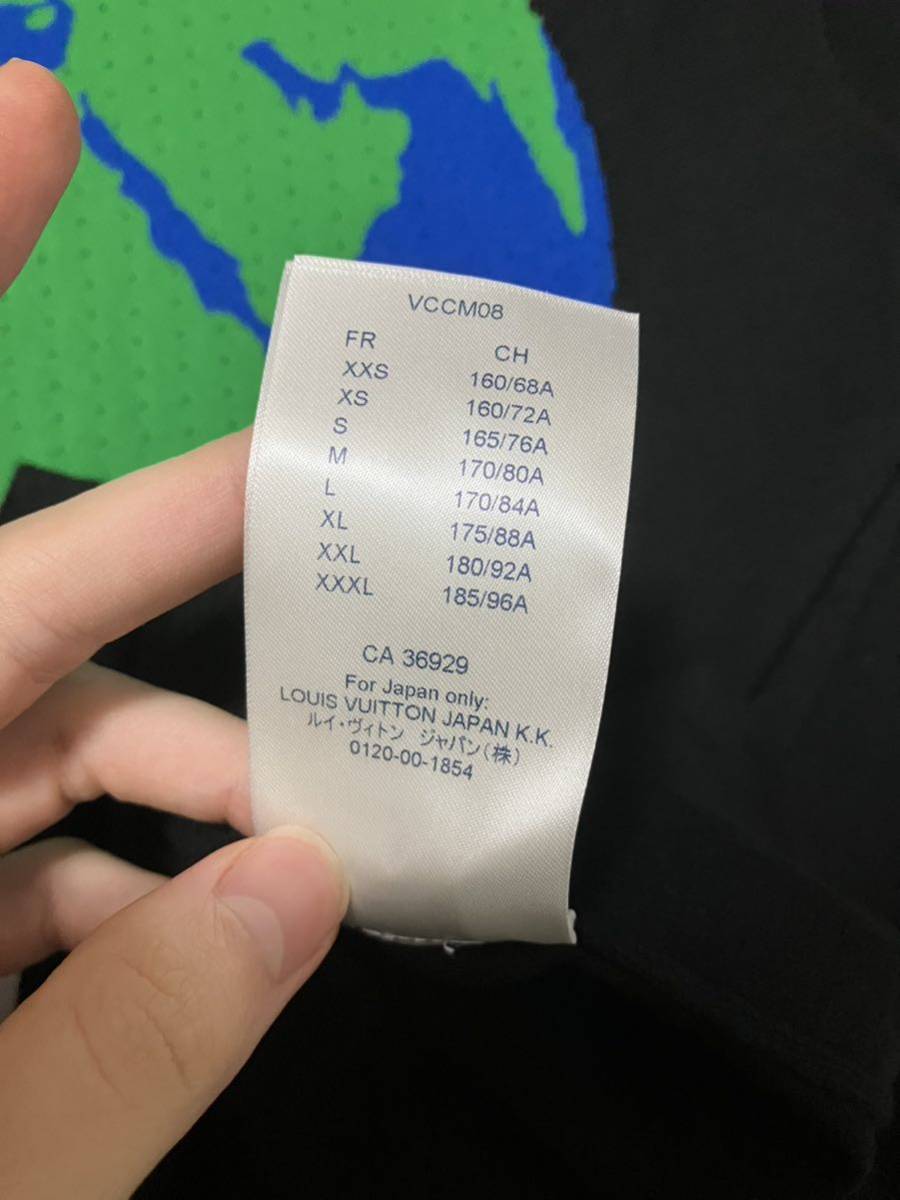 VCCM08
FR CH
XXS 160/68A
XS 160/72A
S 165/76A
M 170/80A
L 170/84A
XL 175/88A
XXL 180/92A
XXXL 185/96A
CA 36929
For Japan only:
LOUIS VUITTON JAPAN K.K.
ルイ・ヴィトン ジャパン(株)
0120-00-1854